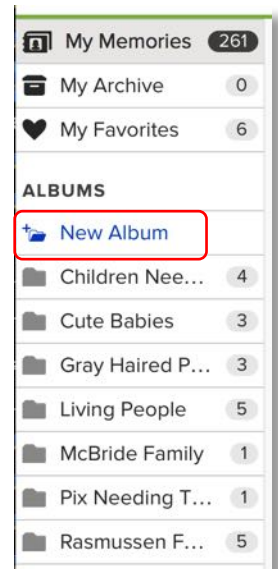 My Memories 261
My Archive 0
My Favorites 6
ALBUMS
New Album
Children Nee... 4
Cute Babies 3
Gray Haired P... 3
Living People 5
McBride Family 1
Pix Needing T... 1
Rasmussen F... 5